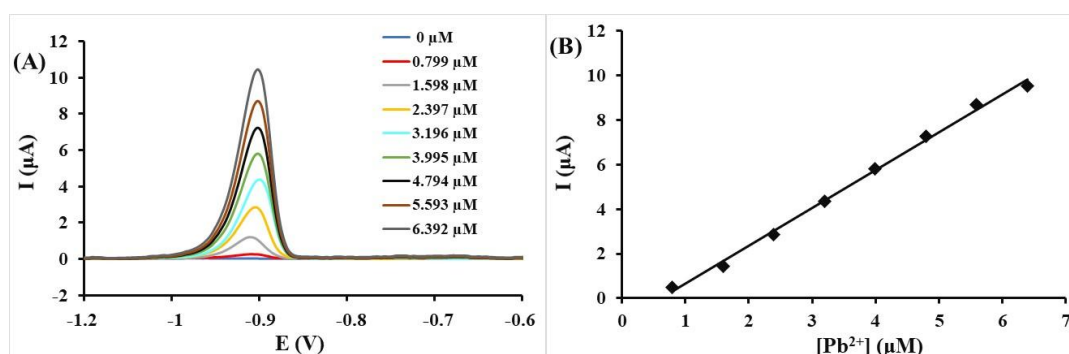 (A)
I (µA)
12
10
8
6
4
2
0
-2
-1.2
-1.1
-1
-0.9
-0.8
-0.7
-0.6
E (V)
0 µM
0.799 µM
1.598 µM
2.397 µM
3.196 µM
3.995 µM
4.794 µM
5.593 µM
6.392 µM
(B)
I (µA)
12
10
8
6
4
2
0
0
1
2
3
4
5
6
7
[Pb²⁺] (µM)